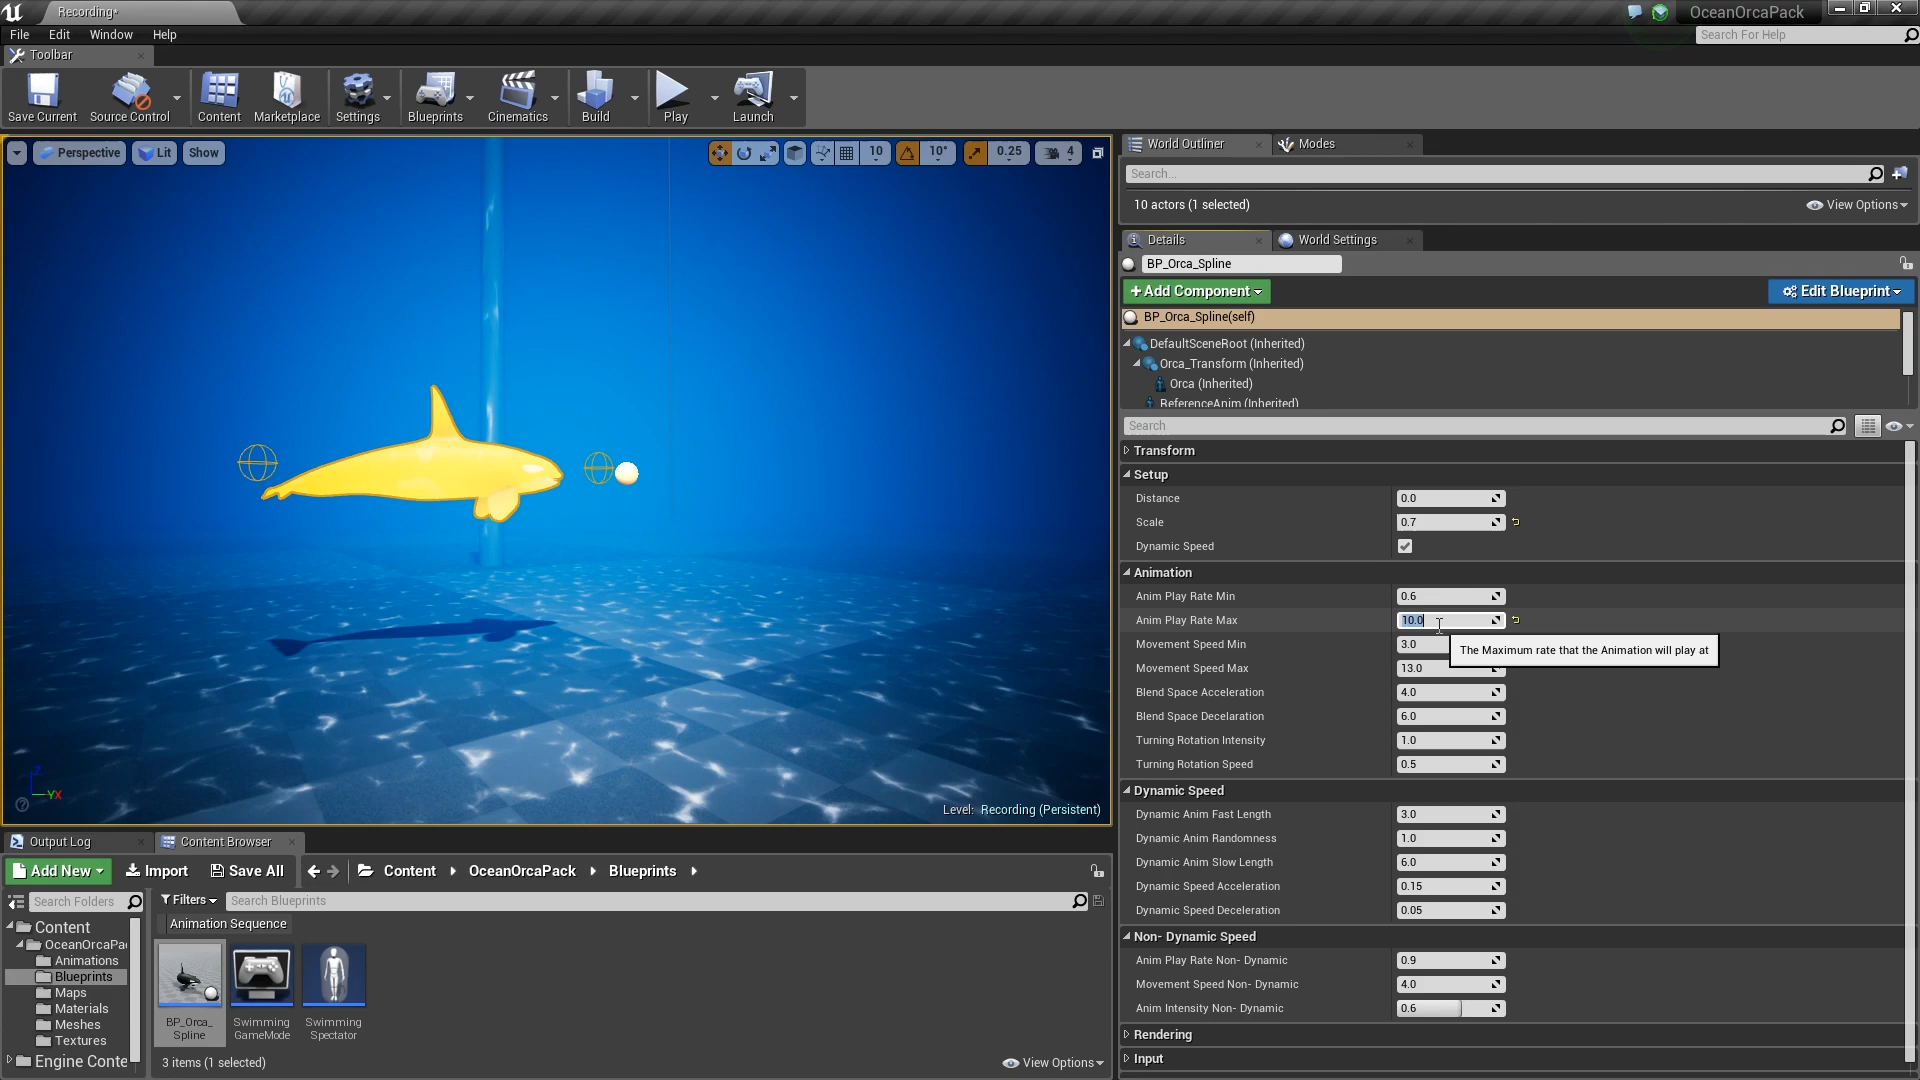 Recording*
OceanOrcaPack
File Edit Window Help
Search For Help
Toolbar
Save Current Source Control Content Marketplace Settings Blueprints Cinematics Build Play Launch
Perspective Lit Show
10 10° 0.25 4
Level: Recording (Persistent)
Z
YX
World Outliner Modes
Search...
10 actors (1 selected)
View Options
Details World Settings
BP_Orca_Spline
+Add Component Edit Blueprint
BP_Orca_Spline(self)
DefaultSceneRoot (Inherited)
Orca_Transform (Inherited)
Orca (Inherited)
ReferenceAnim (Inherited)
Search
Transform
Setup
Distance 0.0
Scale 0.7
Dynamic Speed
Animation
Anim Play Rate Min 0.6
Anim Play Rate Max 10.0
Movement Speed Min 3.0
The Maximum rate that the Animation will play at
Movement Speed Max 13.0
Blend Space Acceleration 4.0
Blend Space Decelaration 6.0
Turning Rotation Intensity 1.0
Turning Rotation Speed 0.5
Dynamic Speed
Dynamic Anim Fast Length 3.0
Dynamic Anim Randomness 1.0
Dynamic Anim Slow Length 6.0
Dynamic Speed Acceleration 0.15
Dynamic Speed Deceleration 0.05
Non- Dynamic Speed
Anim Play Rate Non- Dynamic 0.9
Movement Speed Non- Dynamic 4.0
Anim Intensity Non- Dynamic 0.6
Rendering
Input
Output Log Content Browser
Add New Import Save All Content OceanOrcaPack Blueprints
Search Folders
Filters Search Blueprints
Animation Sequence
Content
OceanOrcaPa
Animations
Blueprints
Maps
Materials
Meshes
Textures
Engine Conte
BP_Orca_
Spline
Swimming
GameMode
Swimming
Spectator
3 items (1 selected)
View Options